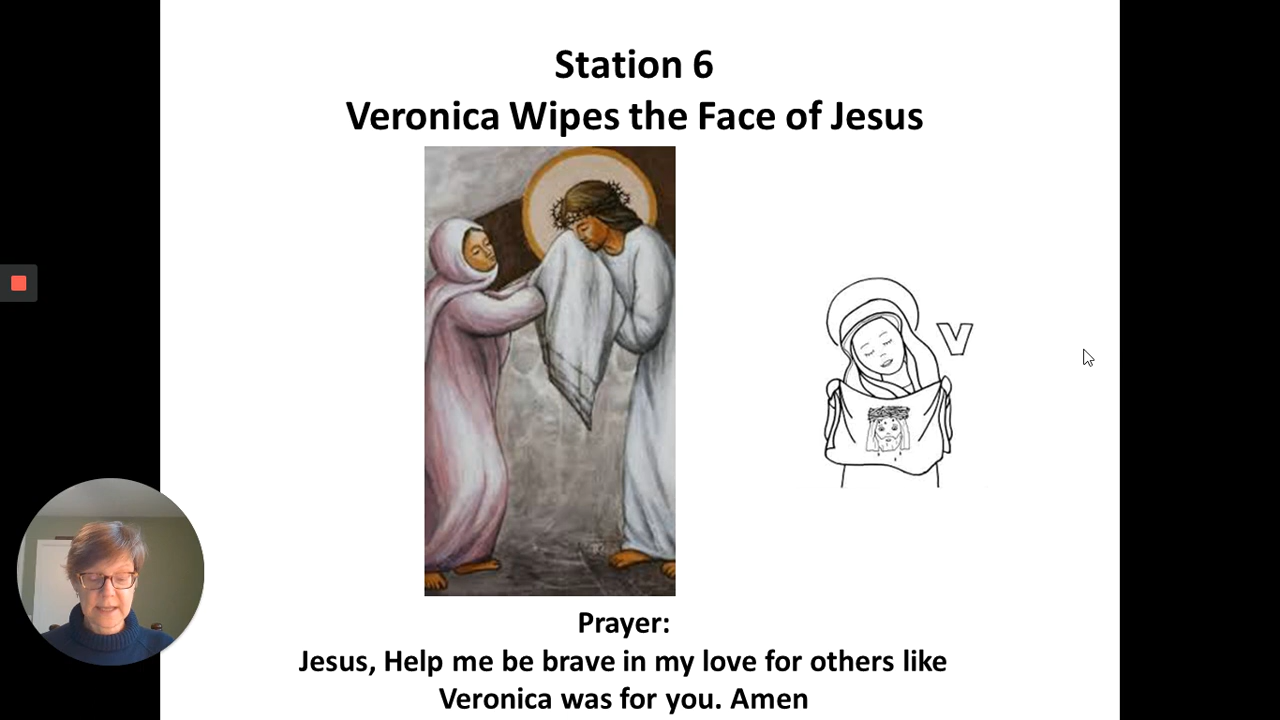 Station 6
Veronica Wipes the Face of Jesus
V
Prayer:
Jesus, Help me be brave in my love for others like
Veronica was for you. Amen